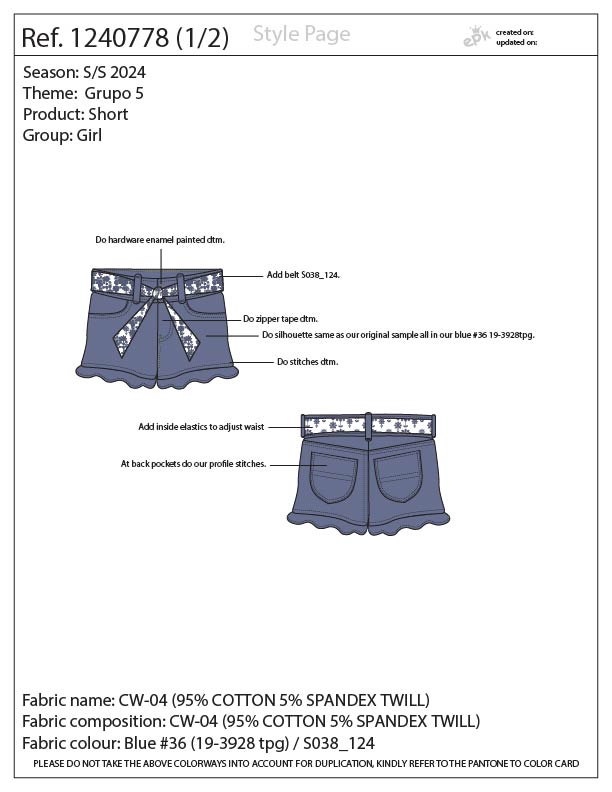 Ref. 1240778 (1/2)
Style Page
epk
created on:
updated on:
Season: S/S 2024
Theme:  Grupo 5
Product: Short
Group: Girl
Do hardware enamel painted dtm.
Add belt S038_124.
Do zipper tape dtm.
Do silhouette same as our original sample all in our blue #36 19-3928tpg.
Do stitches dtm.
Add inside elastics to adjust waist
At back pockets do our profile stitches.
Fabric name: CW-04 (95% COTTON 5% SPANDEX TWILL)
Fabric composition: CW-04 (95% COTTON 5% SPANDEX TWILL)
Fabric colour: Blue #36 (19-3928 tpg) / S038_124
PLEASE DO NOT TAKE THE ABOVE COLORWAYS INTO ACCOUNT FOR DUPLICATION, KINDLY REFER TO THE PANTONE TO COLOR CARD